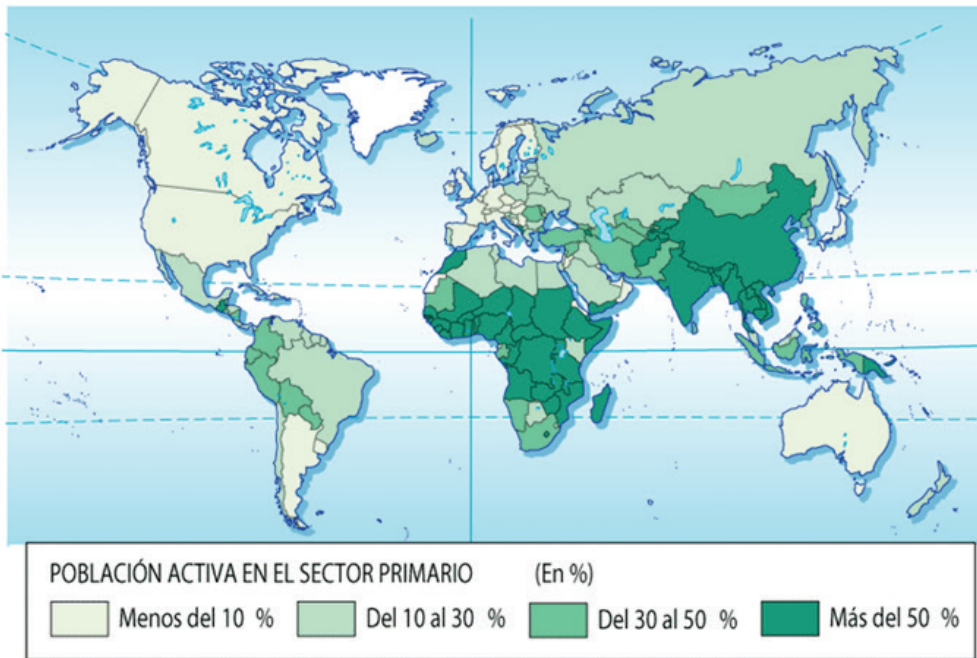 POBLACIÓN ACTIVA EN EL SECTOR PRIMARIO (En %)
Menos del 10 % Del 10 al 30 % Del 30 al 50 % Más del 50 %